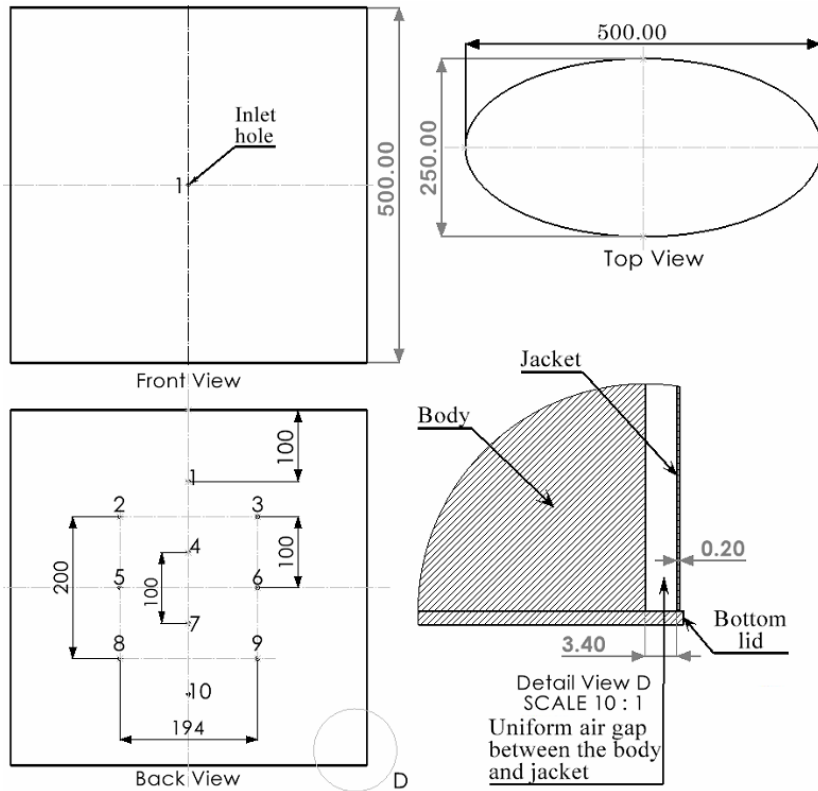 Inlet
hole
1
500.00
Front View
500.00
250.00
Top View
1
2
3
4
5
6
7
8
9
10
100
100
200
100
194
Back View
D
Jacket
Body
0.20
Bottom
lid
3.40
Detail View D
SCALE 10 : 1
Uniform air gap
between the body
and jacket